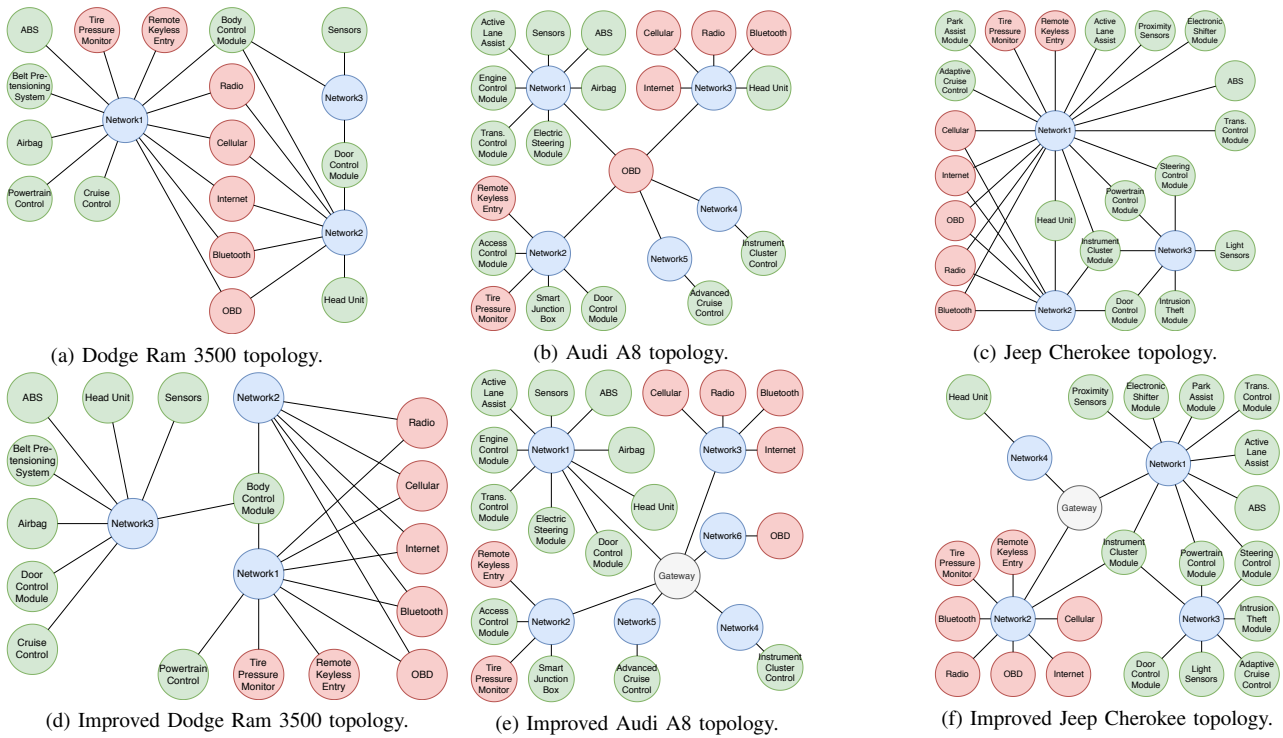 ABS
Tire
Pressure
Monitor
Remote
Keyless
Entry
Body
Control
Module
Sensors
Belt Pre-
tensioning
System
Radio
Network1
Network3
Airbag
Cellular
Door
Control
Module
Powertrain
Control
Cruise
Control
Internet
Network2
Bluetooth
OBD
Head Unit
(a) Dodge Ram 3500 topology.
Active
Lane
Assist
Sensors
ABS
Cellular
Radio
Bluetooth
Engine
Control
Module
Network1
Airbag
Internet
Network3
Head Unit
Trans.
Control
Module
Electric
Steering
Module
OBD
Remote
Keyless
Entry
Network4
Access
Control
Module
Network2
Network5
Instrument
Cluster
Control
Tire
Pressure
Monitor
Smart
Junction
Box
Door
Control
Module
Advanced
Cruise
Control
(b) Audi A8 topology.
Park
Assist
Module
Tire
Pressure
Monitor
Remote
Keyless
Entry
Active
Lane
Assist
Proximity
Sensors
Electronic
Shifter
Module
Adaptive
Cruise
Control
ABS
Cellular
Network1
Trans.
Control
Module
Internet
Steering
Control
Module
Powertrain
Control
Module
OBD
Head Unit
Instrument
Cluster
Module
Network3
Light
Sensors
Radio
Bluetooth
Network2
Door
Control
Module
Intrusion
Theft
Module
(c) Jeep Cherokee topology.
ABS
Head Unit
Sensors
Network2
Radio
Belt Pre-
tensioning
System
Cellular
Body
Control
Module
Airbag
Network3
Internet
Door
Control
Module
Network1
Bluetooth
Cruise
Control
Powertrain
Control
Tire
Pressure
Monitor
Remote
Keyless
Entry
OBD
(d) Improved Dodge Ram 3500 topology.
Active
Lane
Assist
Sensors
ABS
Cellular
Radio
Bluetooth
Engine
Control
Module
Network1
Airbag
Network3
Internet
Trans.
Control
Module
Electric
Steering
Module
Door
Control
Module
Head Unit
Network6
OBD
Remote
Keyless
Entry
Gateway
Access
Control
Module
Network2
Network5
Network4
Tire
Pressure
Monitor
Smart
Junction
Box
Advanced
Cruise
Control
Instrument
Cluster
Control
(e) Improved Audi A8 topology.
Head Unit
Proximity
Sensors
Electronic
Shifter
Module
Park
Assist
Module
Trans.
Control
Module
Network4
Network1
Active
Lane
Assist
Gateway
ABS
Tire
Pressure
Monitor
Remote
Keyless
Entry
Instrument
Cluster
Module
Powertrain
Control
Module
Steering
Control
Module
Bluetooth
Network2
Cellular
Network3
Intrusion
Theft
Module
Radio
OBD
Internet
Door
Control
Module
Light
Sensors
Adaptive
Cruise
Control
(f) Improved Jeep Cherokee topology.